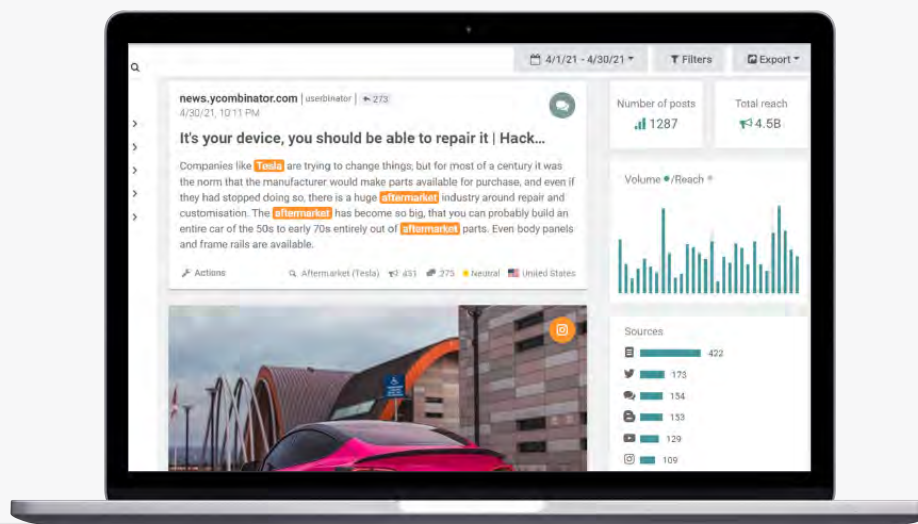 4/1/21 - 4/30/21
Filters
Export
news.ycombinator.com | userbinator | 273
4/30/21, 10:11 PM
It's your device, you should be able to repair it | Hack...
Companies like Tesla are trying to change things; but for most of a century it was
the norm that the manufacturer would make parts available for purchase, and even if
they had stopped doing so, there is a huge aftermarket industry around repair and
customisation. The aftermarket has become so big, that you can probably build an
entire car of the 50s to early 70s entirely out of aftermarket parts. Even body panels
and frame rails are available.
Actions
Aftermarket (Tesla) 431 273 Neutral United States
Number of posts
1287
Total reach
4.5B
Volume /Reach
Sources
422
173
154
153
129
109